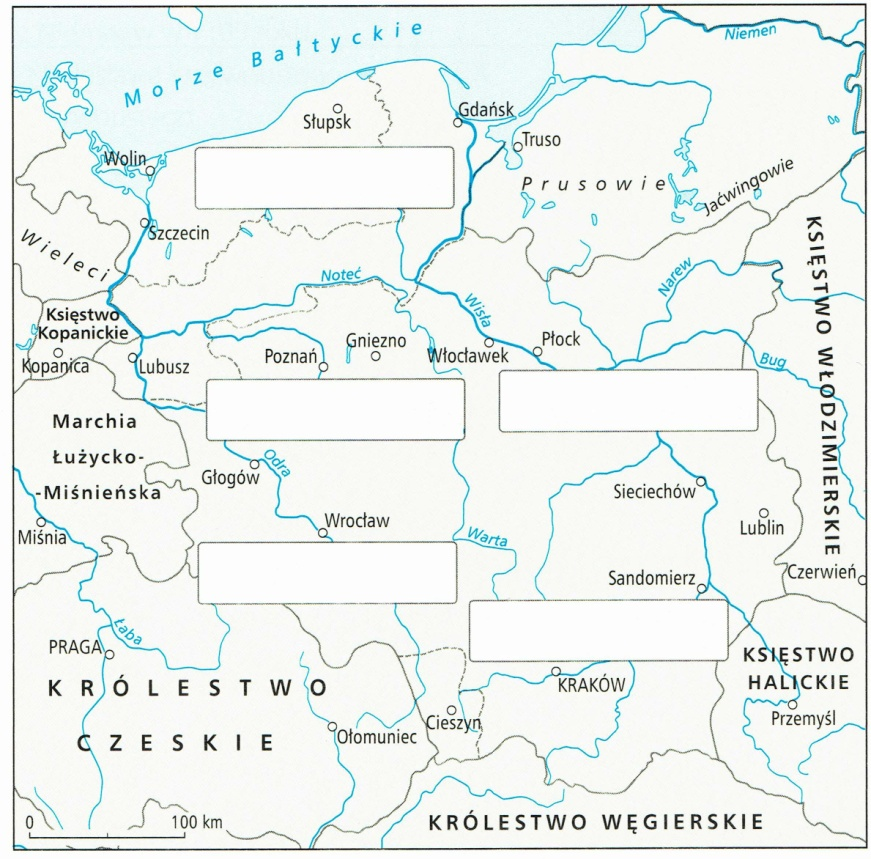 Morze Bałtyckie
Niemen
Słupsk
Gdańsk
Truso
Wolin
Prusowie
Jaćwingowie
Szczecin
Wieleci
KSIĘSTWO WŁODZIMIERSKIE
Noteć
Narew
Wisła
Księstwo
Kopanickie
Gniezno
Płock
Poznań
Włocławek
Bug
Kopanica
Lubusz
Marchia
Łużycko-
-Miśnieńska
Odra
Głogów
Sieciechów
Wrocław
Lublin
Miśnia
Warta
Czerwień
Sandomierz
Łaba
PRAGA
KSIĘSTWO
HALICKIE
KRÓLESTWO
CZESKIE
KRAKÓW
Przemyśl
Cieszyn
Ołomuniec
0 100 km
KRÓLESTWO WĘGIERSKIE